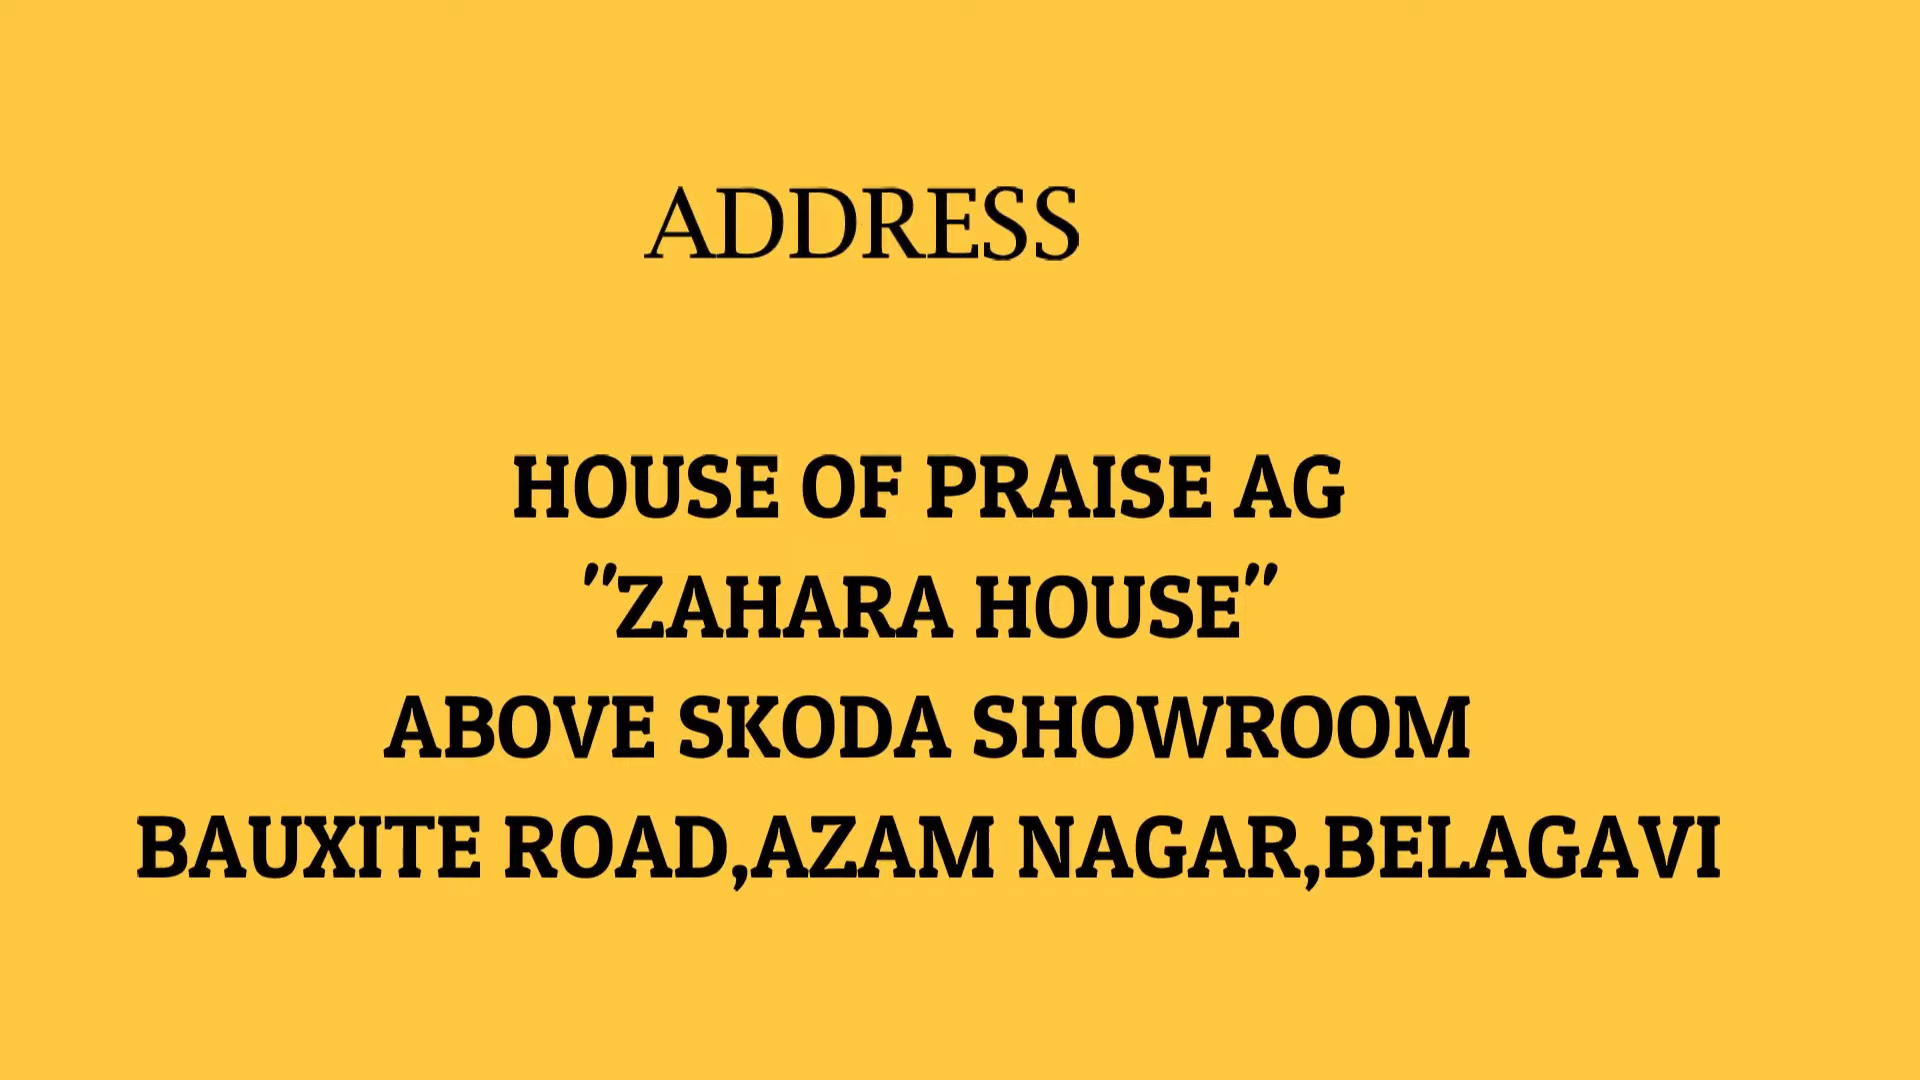 ADDRESS
HOUSE OF PRAISE AG
"ZAHARA HOUSE"
ABOVE SKODA SHOWROOM
BAUXITE ROAD,AZAM NAGAR,BELAGAVI